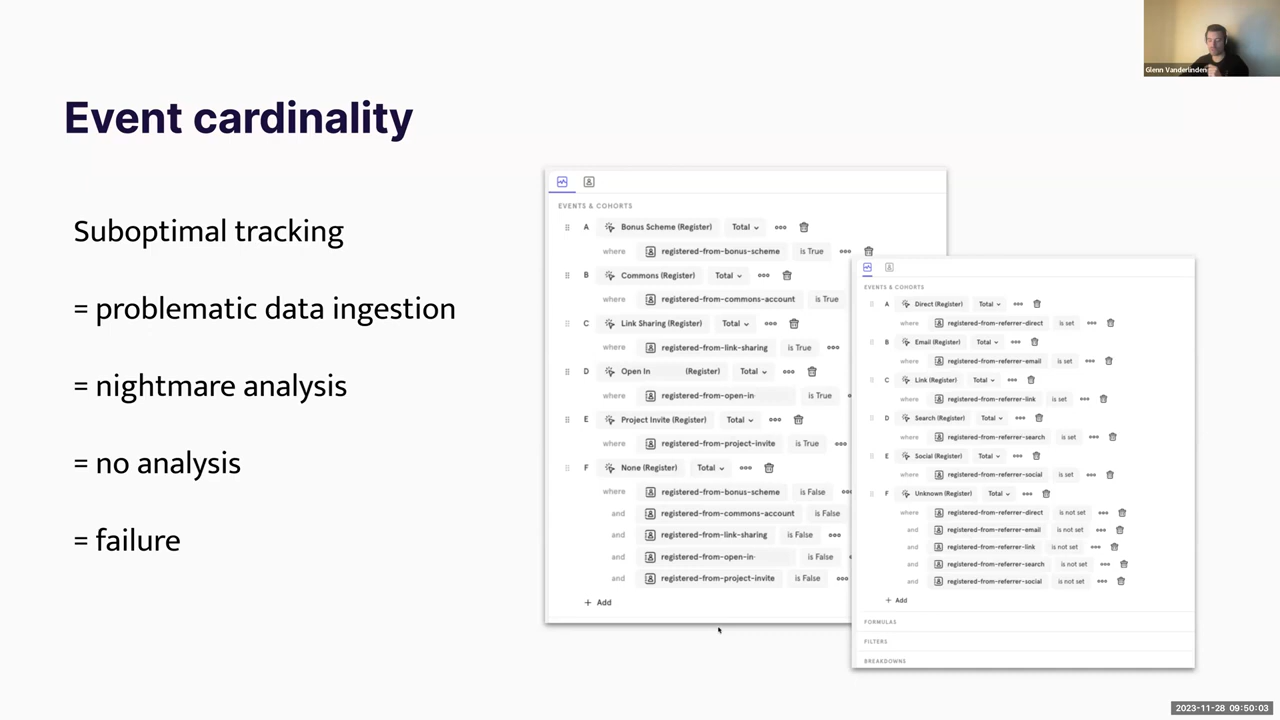 Glenn Vanderlinden
Event cardinality
Suboptimal tracking
= problematic data ingestion
= nightmare analysis
= no analysis
= failure
EVENTS & COHORTS
A Bonus Scheme (Register) Total
where registered-from-bonus-scheme is True
B Commons (Register) Total
where registered-from-commons-account is True
C Link Sharing (Register) Total
where registered-from-link-sharing is True
D Open In (Register) Total
where registered-from-open-in is True
E Project Invite (Register) Total
where registered-from-project-invite is True
F None (Register) Total
where registered-from-bonus-scheme is False
and registered-from-commons-account is False
and registered-from-link-sharing is False
and registered-from-open-in is False
and registered-from-project-invite is False
+ Add
EVENTS & COHORTS
A Direct (Register) Total
where registered-from-referrer-direct is set
B Email (Register) Total
where registered-from-referrer-email is set
C Link (Register) Total
where registered-from-referrer-link is set
D Search (Register) Total
where registered-from-referrer-search is set
E Social (Register) Total
where registered-from-referrer-social is set
F Unknown (Register) Total
where registered-from-referrer-direct is not set
and registered-from-referrer-email is not set
and registered-from-referrer-link is not set
and registered-from-referrer-search is not set
and registered-from-referrer-social is not set
+ Add
FORMULAS
FILTERS
BREAKDOWNS
2023-11-28 09:50:03